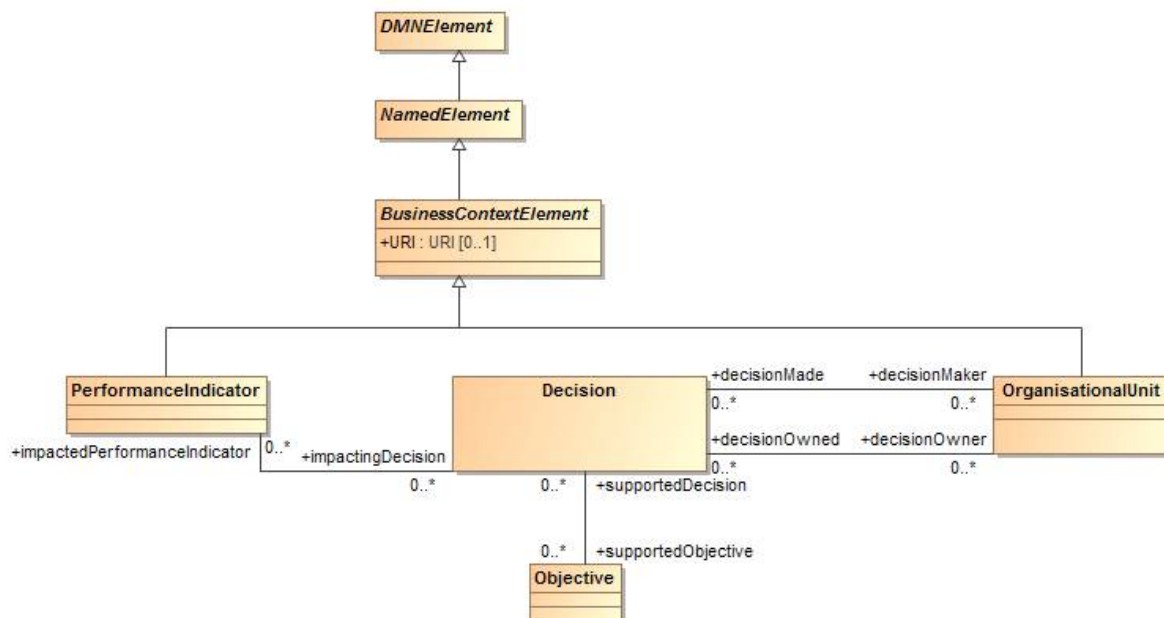 DMNElement
NamedElement
BusinessContextElement
+URI : URI [0..1]
PerformanceIndicator
Decision
+decisionMade
+decisionMaker
OrganisationalUnit
0..*
0..*
+impactedPerformanceIndicator
0..*
+impactingDecision
+decisionOwned
+decisionOwner
0..*
0..*
0..*
0..*
+supportedDecision
0..*
+supportedObjective
Objective